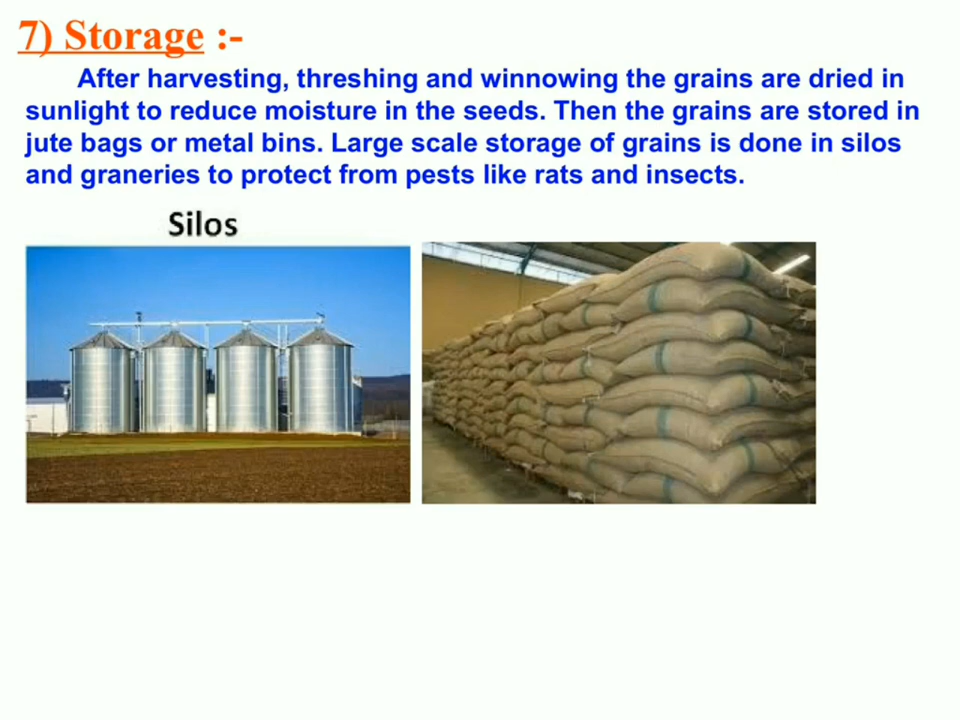 7) Storage :-
After harvesting, threshing and winnowing the grains are dried in
sunlight to reduce moisture in the seeds. Then the grains are stored in
jute bags or metal bins. Large scale storage of grains is done in silos
and graneries to protect from pests like rats and insects.
Silos